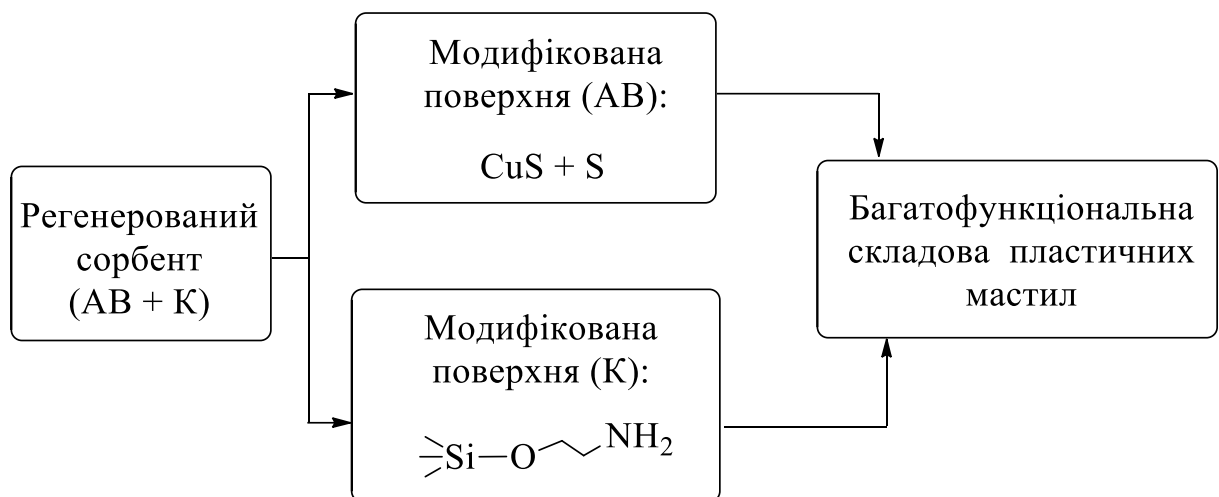 Регенерований
сорбент
(АВ + К)
Модифікована
поверхня (АВ):
CuS + S
Модифікована
поверхня (К):
Si—O NH₂
Багатофункціональна
складова пластичних
мастил